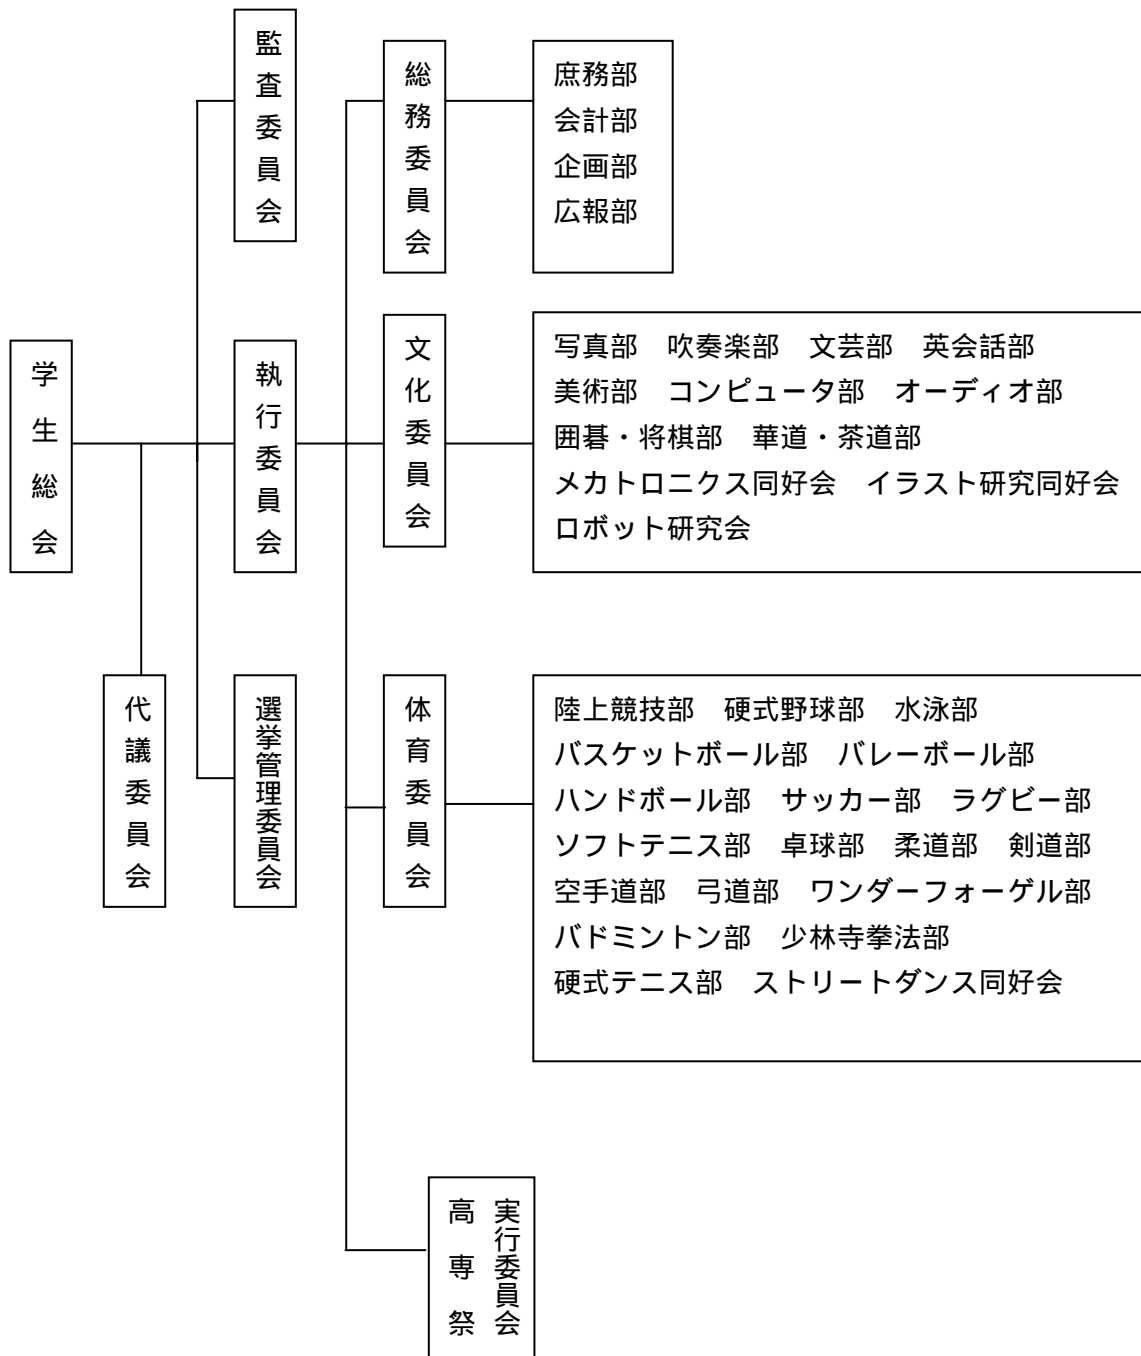 監査委員会
総務委員会
庶務部
会計部
企画部
広報部
学生総会
執行委員会
文化委員会
写真部　吹奏楽部　文芸部　英会話部
美術部　コンピュータ部　オーディオ部
囲碁・将棋部　華道・茶道部
メカトロニクス同好会　イラスト研究同好会
ロボット研究会
代議委員会
選挙管理委員会
体育委員会
陸上競技部　硬式野球部　水泳部
バスケットボール部　バレーボール部
ハンドボール部　サッカー部　ラグビー部
ソフトテニス部　卓球部　柔道部　剣道部
空手道部　弓道部　ワンダーフォーゲル部
バドミントン部　少林寺拳法部
硬式テニス部　ストリートダンス同好会
高専祭
実行委員会